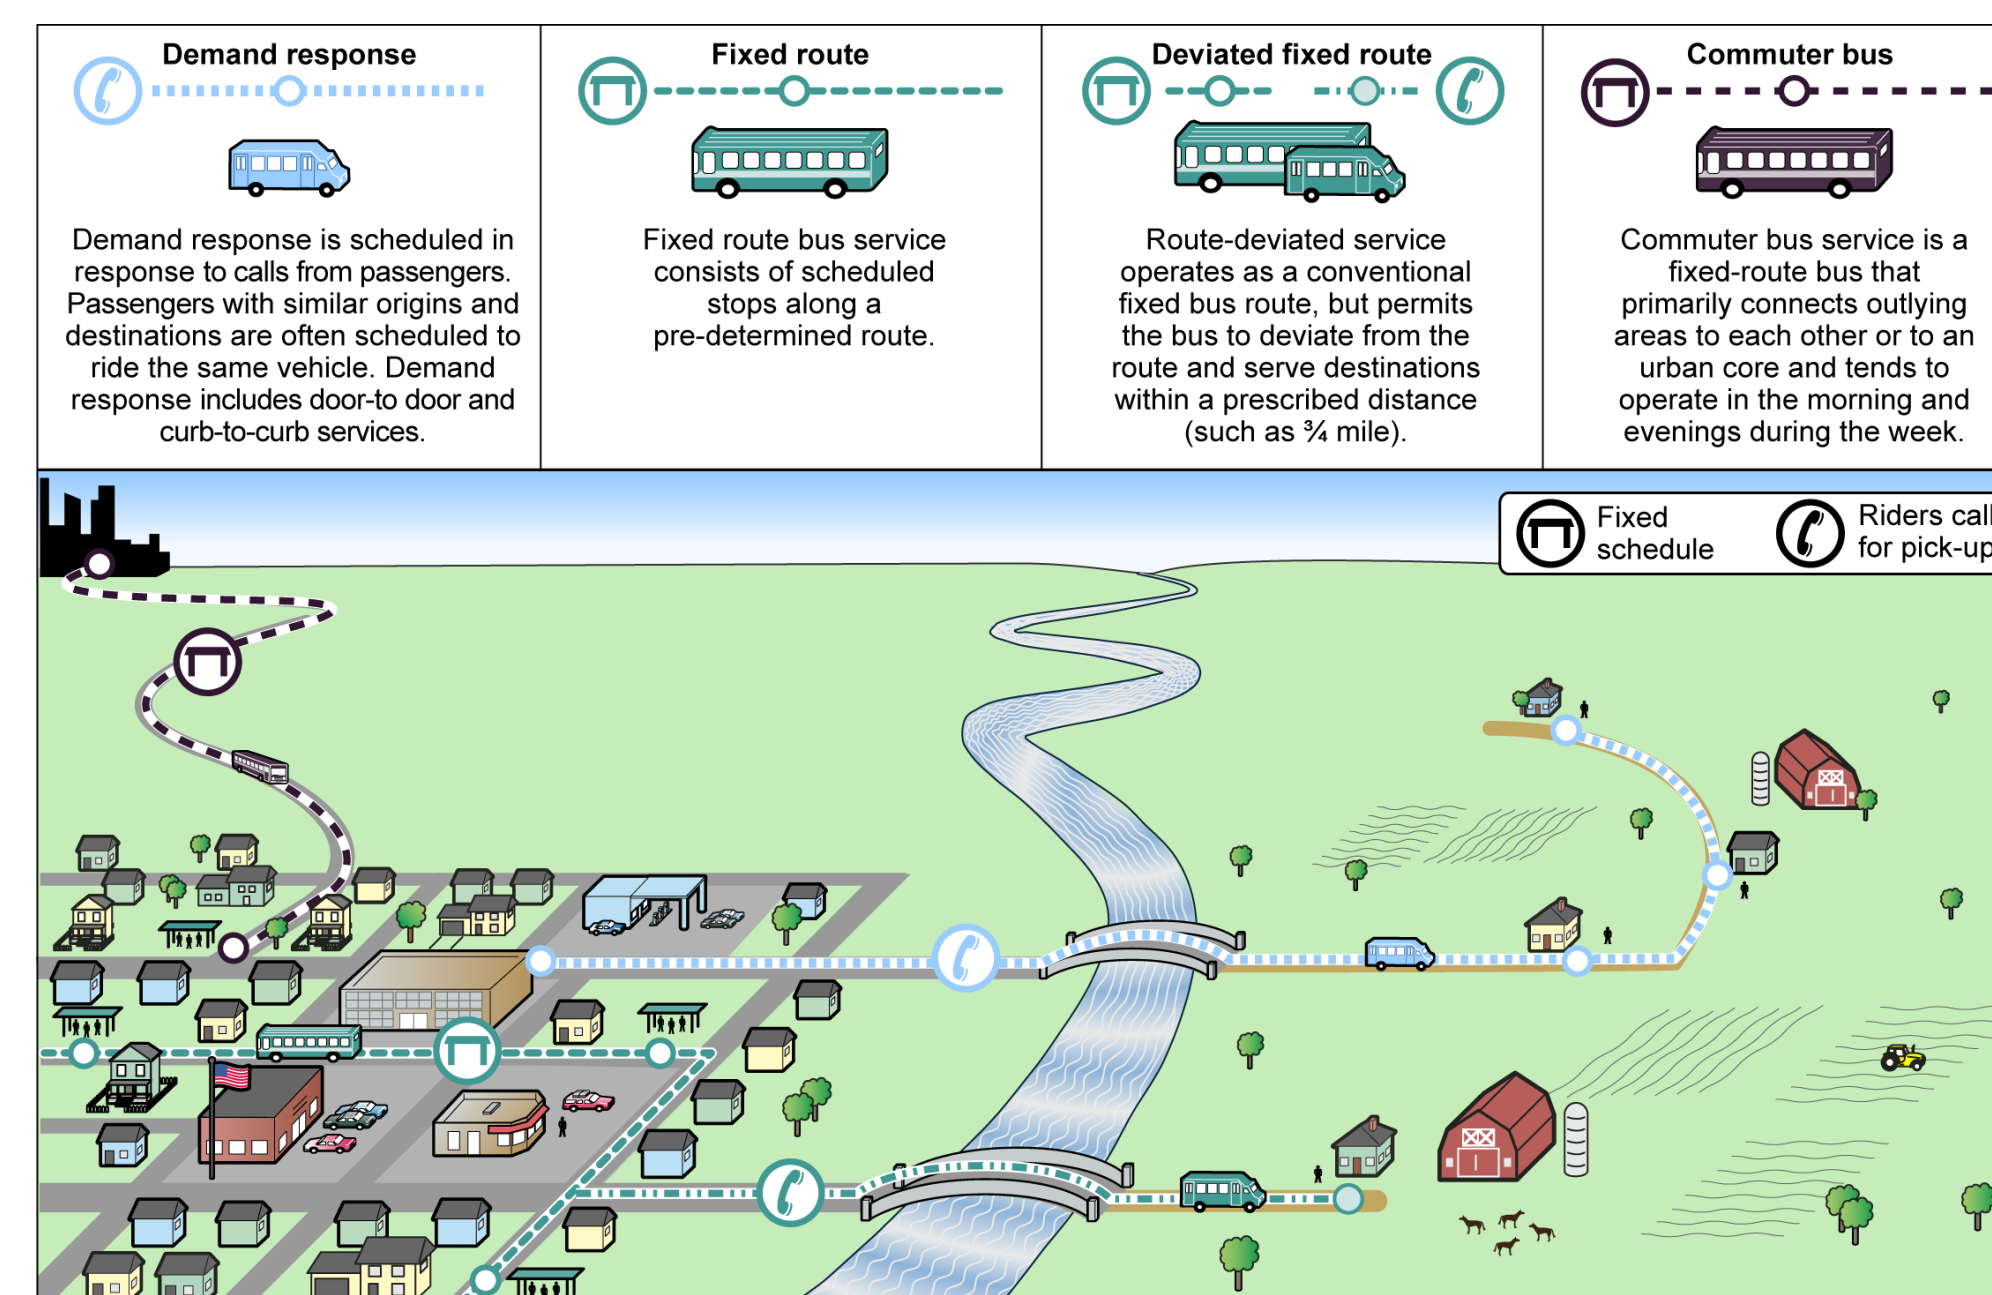 Demand response
Demand response is scheduled in
response to calls from passengers.
Passengers with similar origins and
destinations are often scheduled to
ride the same vehicle. Demand
response includes door-to door and
curb-to-curb services.
Fixed route
Fixed route bus service
consists of scheduled
stops along a
pre-determined route.
Deviated fixed route
Route-deviated service
operates as a conventional
fixed bus route, but permits
the bus to deviate from the
route and serve destinations
within a prescribed distance
(such as ¾ mile).
Commuter bus
Commuter bus service is a
fixed-route bus that
primarily connects outlying
areas to each other or to an
urban core and tends to
operate in the morning and
evenings during the week.
Fixed
schedule
Riders call
for pick-up